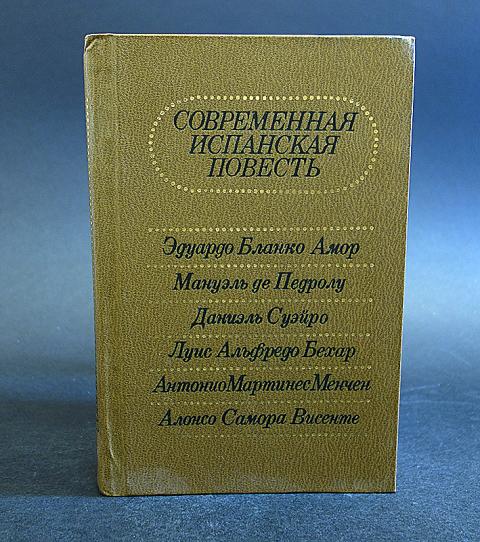 СОВРЕМЕННАЯ
ИСПАНСКАЯ
ПОВЕСТЬ
Эдуардо Бланко Амор
Мануэль де Педролу
Даниэль Суэйро
Луис Альфредо Бехар
Антонио Мартинес Менчен
Алонсо Самора Висенте